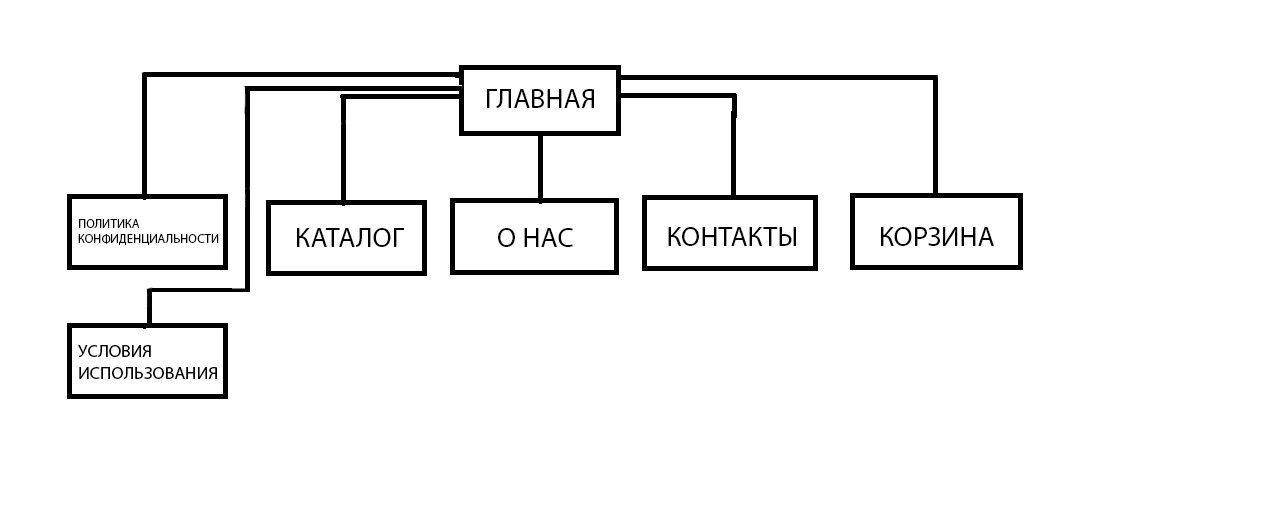 ГЛАВНАЯ
ПОЛИТИКА
КОНФИДЕНЦИАЛЬНОСТИ
КАТАЛОГ
О НАС
КОНТАКТЫ
КОРЗИНА
УСЛОВИЯ
ИСПОЛЬЗОВАНИЯ